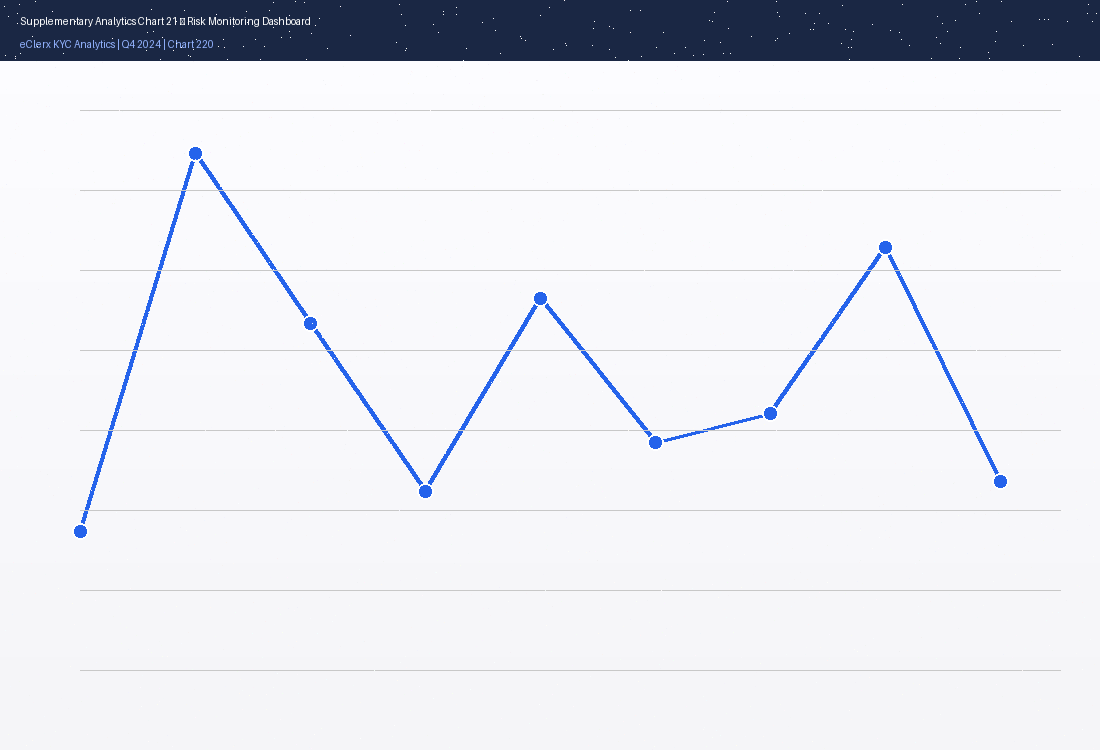 Supplementary Analytics Chart 21 ▯ Risk Monitoring Dashboard
eClerx KYC Analytics | Q4 2024 | Chart 220